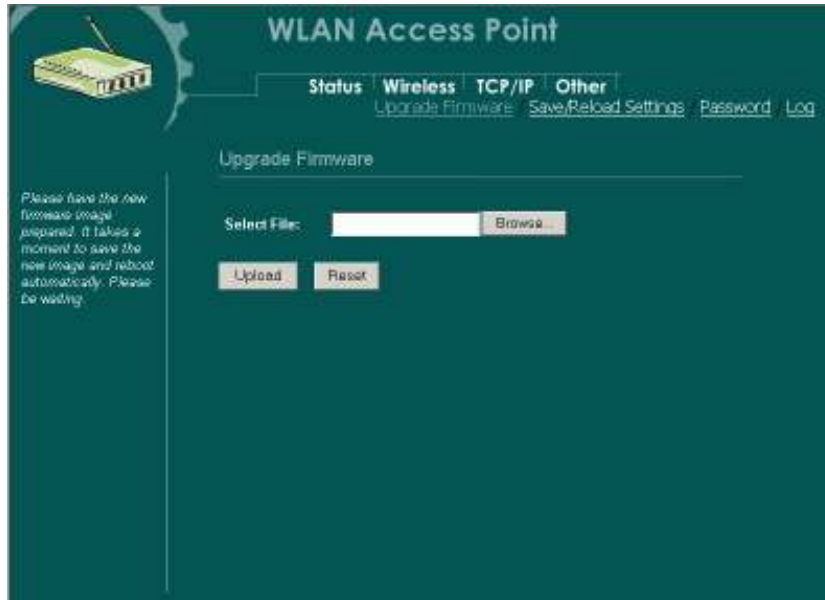 WLAN Access Point
Status Wireless TCP/IP Other
Upgrade Firmware Save/Reload Settings Password Log
Upgrade Firmware
Please have the new
firmware image
prepared. It takes a
moment to save the
new image and reboot
automatically. Please
be waiting.
Select File: Browse...
Upload Reset